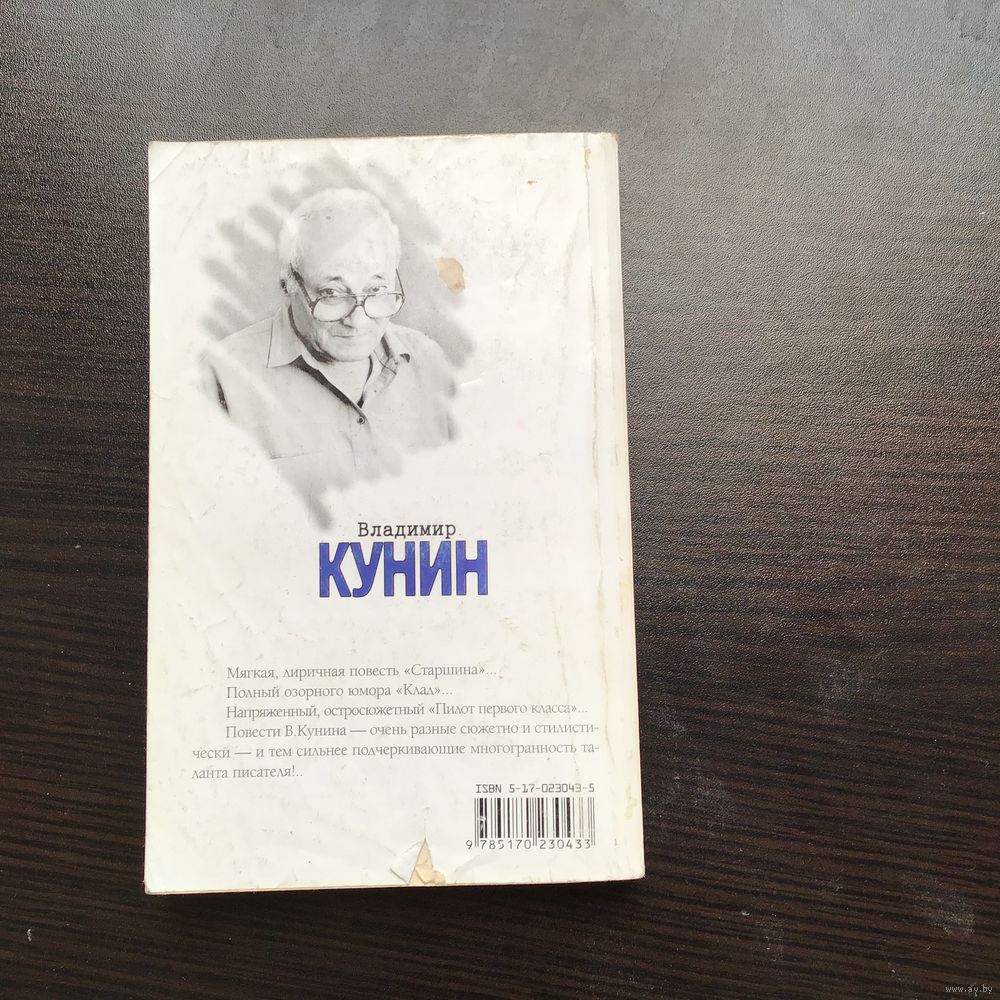 Владимир
КУНИН
Мягкая, лиричная повесть «Старшина»...
Полный озорного юмора «Клад»...
Напряженный, остросюжетный «Пилот первого класса»...
Повести В.Кунина — очень разные сюжетно и стилисти-
чески — и тем сильнее подчеркивающие многогранность та-
ланта писателя!..
ISBN 5-17-023043-5
9 785170 230433
www.ay.by